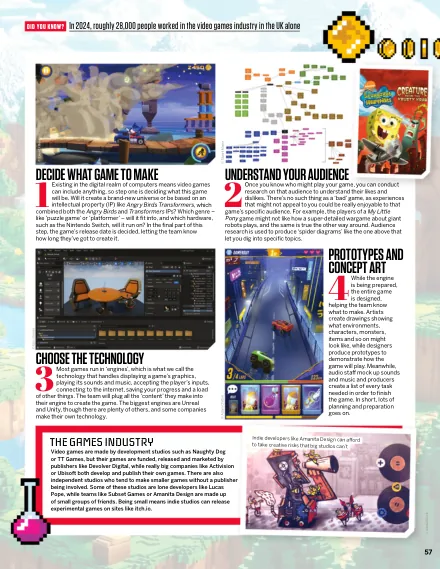 DID YOU KNOW? In 2024, roughly 28,000 people worked in the video games industry in the UK alone
DECIDE WHAT GAME TO MAKE
1 Existing in the digital realm of computers means video games
can include anything, so step one is deciding what this game
will be. Will it create a brand-new universe or be based on an
intellectual property (IP) like Angry Birds Transformers, which
combined both the Angry Birds and Transformers IPs? Which genre –
like 'puzzle game' or 'platformer' – will it fit into, and which hardware,
such as the Nintendo Switch, will it run on? In the final part of this
step, the game's release date is decided, letting the team know
how long they've got to create it.
UNDERSTAND YOUR AUDIENCE
2 Once you know who might play your game, you can conduct
research on that audience to understand their likes and
dislikes. There's no such thing as a 'bad' game, as experiences
that might not appeal to you could be really enjoyable to that
game's specific audience. For example, the players of a My Little
Pony game might not like how a super-detailed wargame about giant
robots plays, and the same is true the other way around. Audience
research is used to produce 'spider diagrams' like the one above that
let you dig into specific topics.
CHOOSE THE TECHNOLOGY
3 Most games run in 'engines', which is what we call the
technology that handles displaying a game's graphics,
playing its sounds and music, accepting the player's inputs,
connecting to the internet, saving your progress and a load
of other things. The team will plug all the 'content' they make into
their engine to create the game. The biggest engines are Unreal
and Unity, though there are plenty of others, and some companies
make their own technology.
PROTOTYPES AND
CONCEPT ART
4 While the engine
is being prepared,
the entire game
is designed,
helping the team know
what to make. Artists
create drawings showing
what environments,
characters, monsters,
items and so on might
look like, while designers
produce prototypes to
demonstrate how the
game will play. Meanwhile,
audio staff mock up sounds
and music and producers
create a list of every task
needed in order to finish
the game. In short, lots of
planning and preparation
goes on.
THE GAMES INDUSTRY
Video games are made by development studios such as Naughty Dog
or TT Games, but their games are funded, released and marketed by
publishers like Devolver Digital, while really big companies like Activision
or Ubisoft both develop and publish their own games. There are also
independent studios who tend to make smaller games without a publisher
being involved. Some of these studios are lone developers like Lucas
Pope, while teams like Subset Games or Amanita Design are made up
of small groups of friends. Being small means indie studios can release
experimental games on sites like itch.io.
Indie developers like Amanita Design can afford
to take creative risks that big studios can't
57